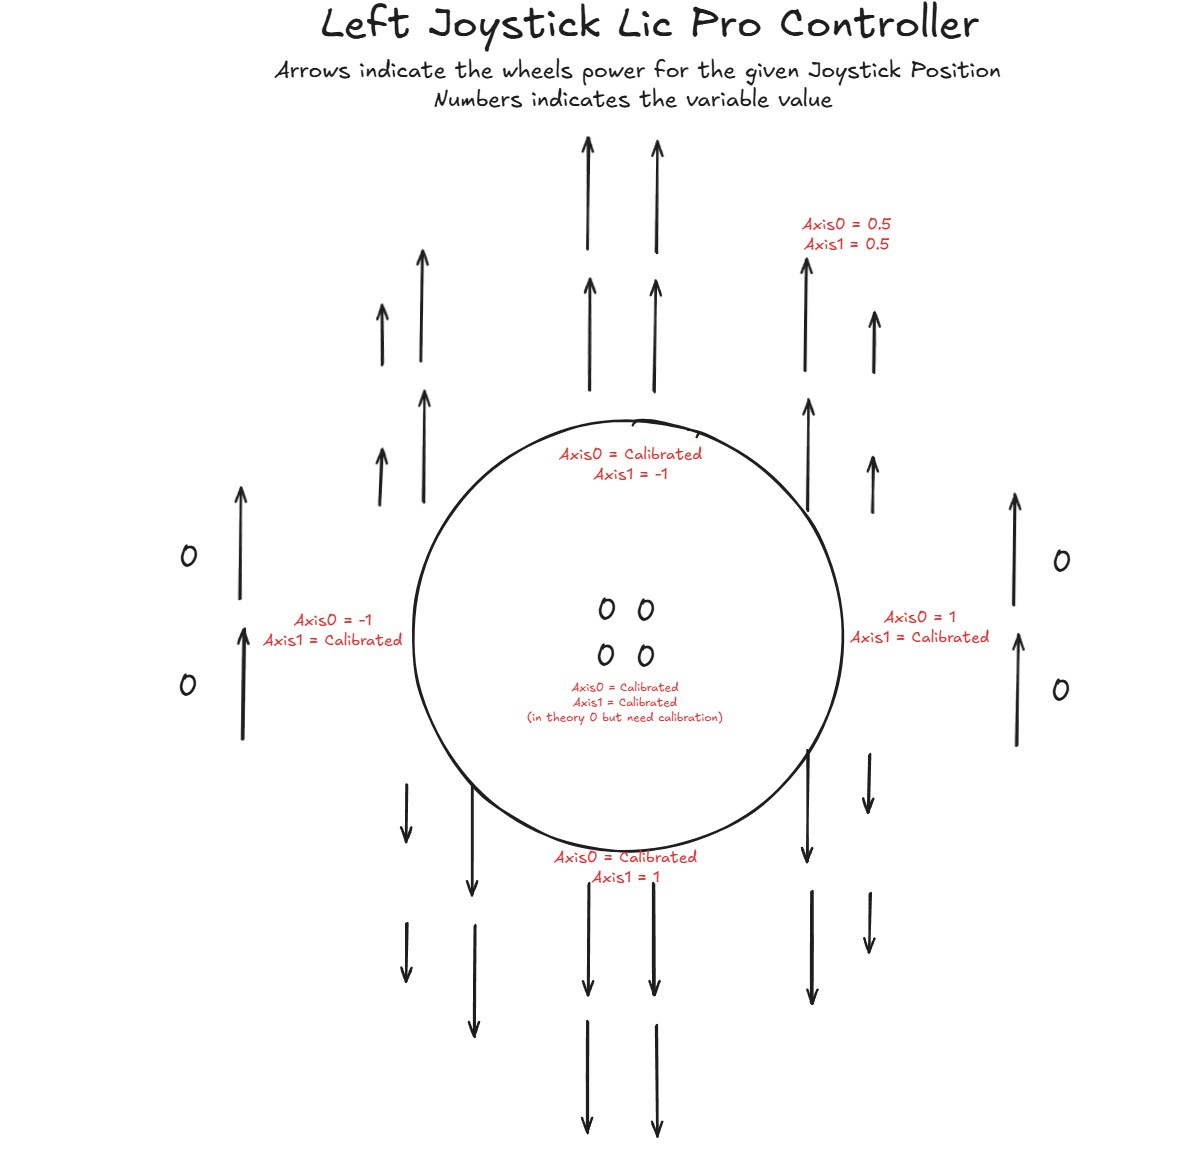 Left Joystick Lic Pro Controller
Arrows indicate the wheels power for the given Joystick Position
Numbers indicates the variable value
Axis0 = 0.5
Axis1 = 0.5
Axis0 = Calibrated
Axis1 = -1
0
0
Axis0 = -1
Axis1 = Calibrated
0 0
0 0
Axis0 = Calibrated
Axis1 = Calibrated
(in theory 0 but need calibration)
Axis0 = 1
Axis1 = Calibrated
0
0
Axis0 = Calibrated
Axis1 = 1